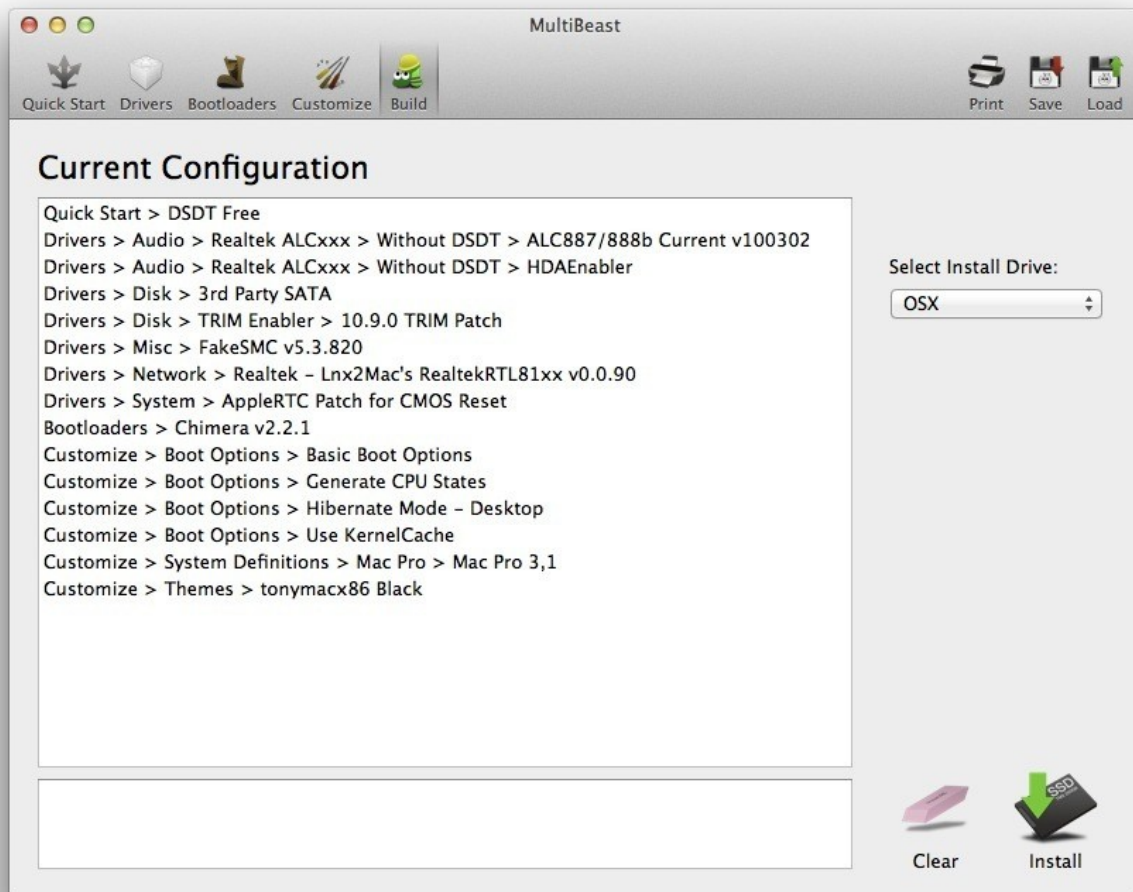 MultiBeast
Quick Start Drivers Bootloaders Customize Build Print Save Load
Current Configuration
Quick Start > DSDT Free
Drivers > Audio > Realtek ALCxxx > Without DSDT > ALC887/888b Current v100302
Drivers > Audio > Realtek ALCxxx > Without DSDT > HDAEnabler
Drivers > Disk > 3rd Party SATA
Drivers > Disk > TRIM Enabler > 10.9.0 TRIM Patch
Drivers > Misc > FakeSMC v5.3.820
Drivers > Network > Realtek – Lnx2Mac's RealtekRTL81xx v0.0.90
Drivers > System > AppleRTC Patch for CMOS Reset
Bootloaders > Chimera v2.2.1
Customize > Boot Options > Basic Boot Options
Customize > Boot Options > Generate CPU States
Customize > Boot Options > Hibernate Mode – Desktop
Customize > Boot Options > Use KernelCache
Customize > System Definitions > Mac Pro > Mac Pro 3,1
Customize > Themes > tonymacx86 Black
Select Install Drive:
OSX
SSD
Clear Install